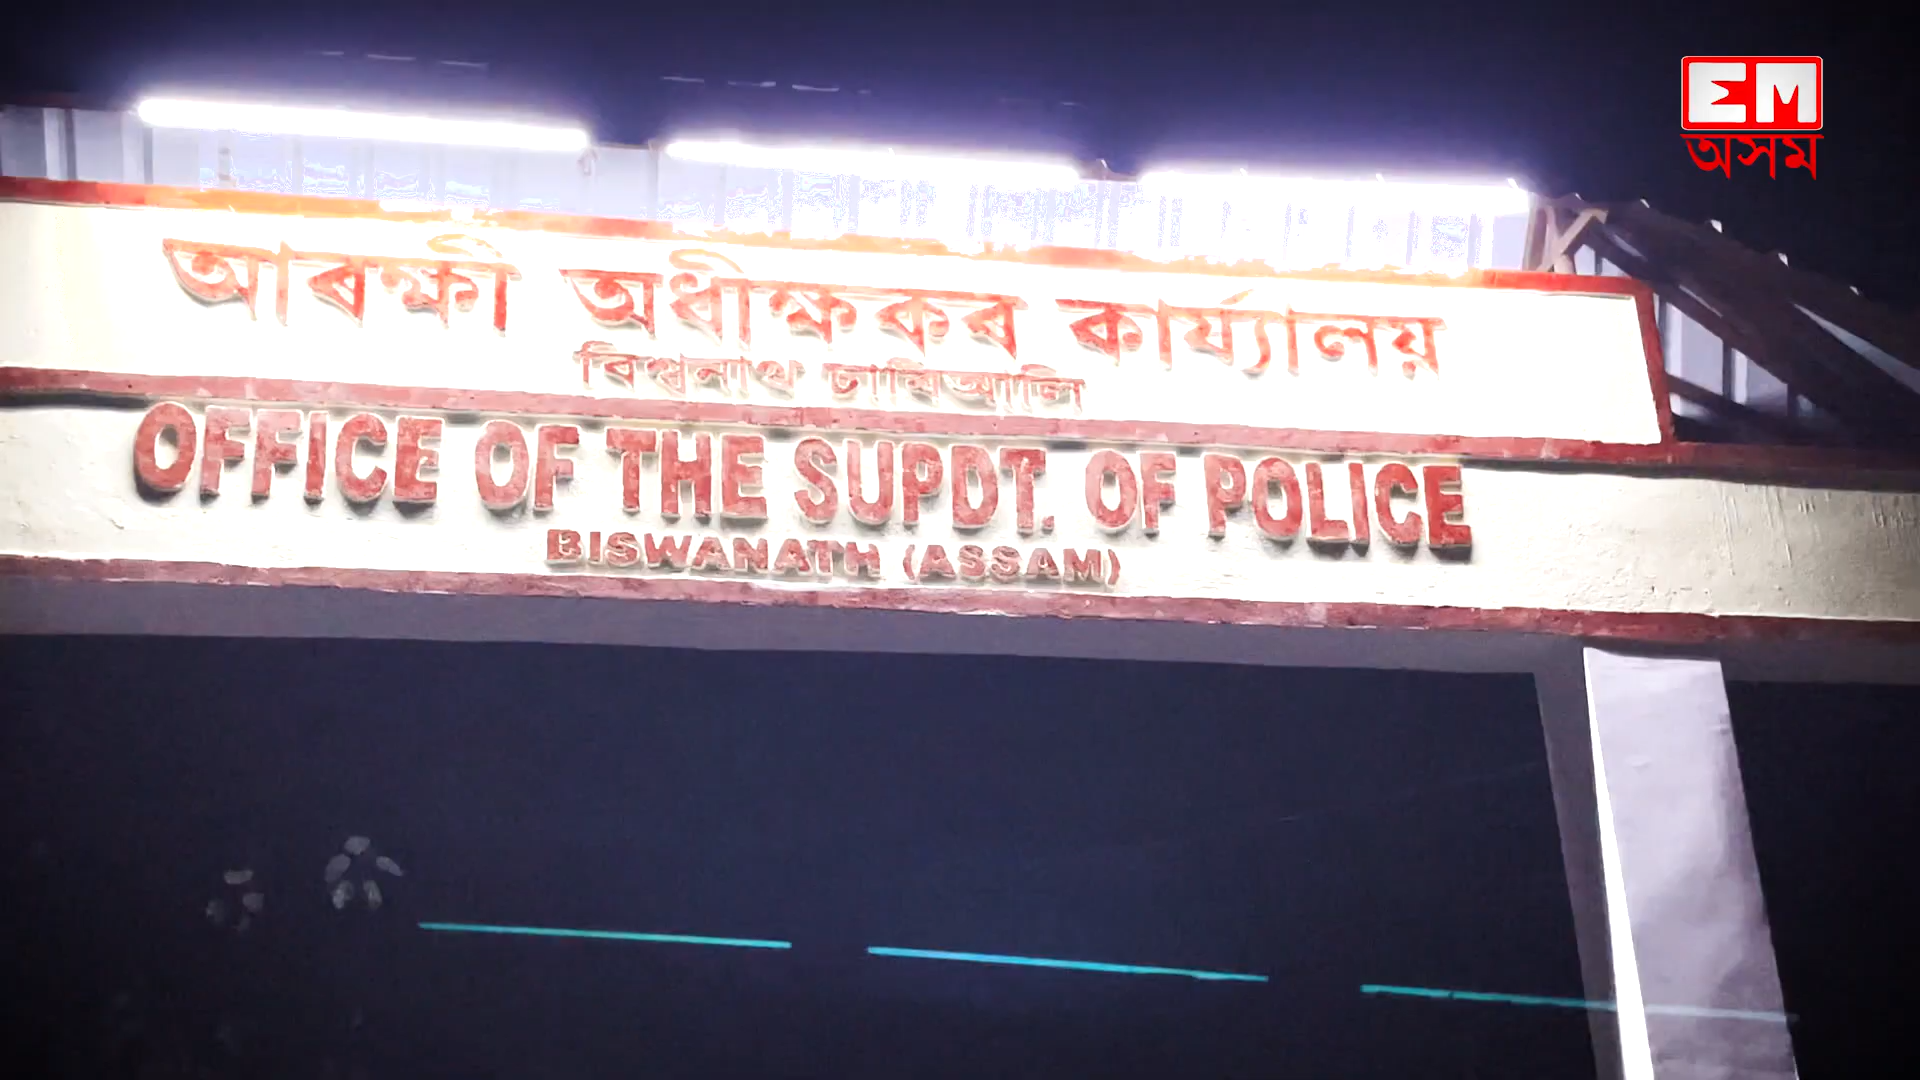 EM
অসম
আৰক্ষী অধীক্ষকৰ কাৰ্য্যালয়
বিশ্বনাথ চাৰিআলি
OFFICE OF THE SUPDT. OF POLICE
BISWANATH (ASSAM)